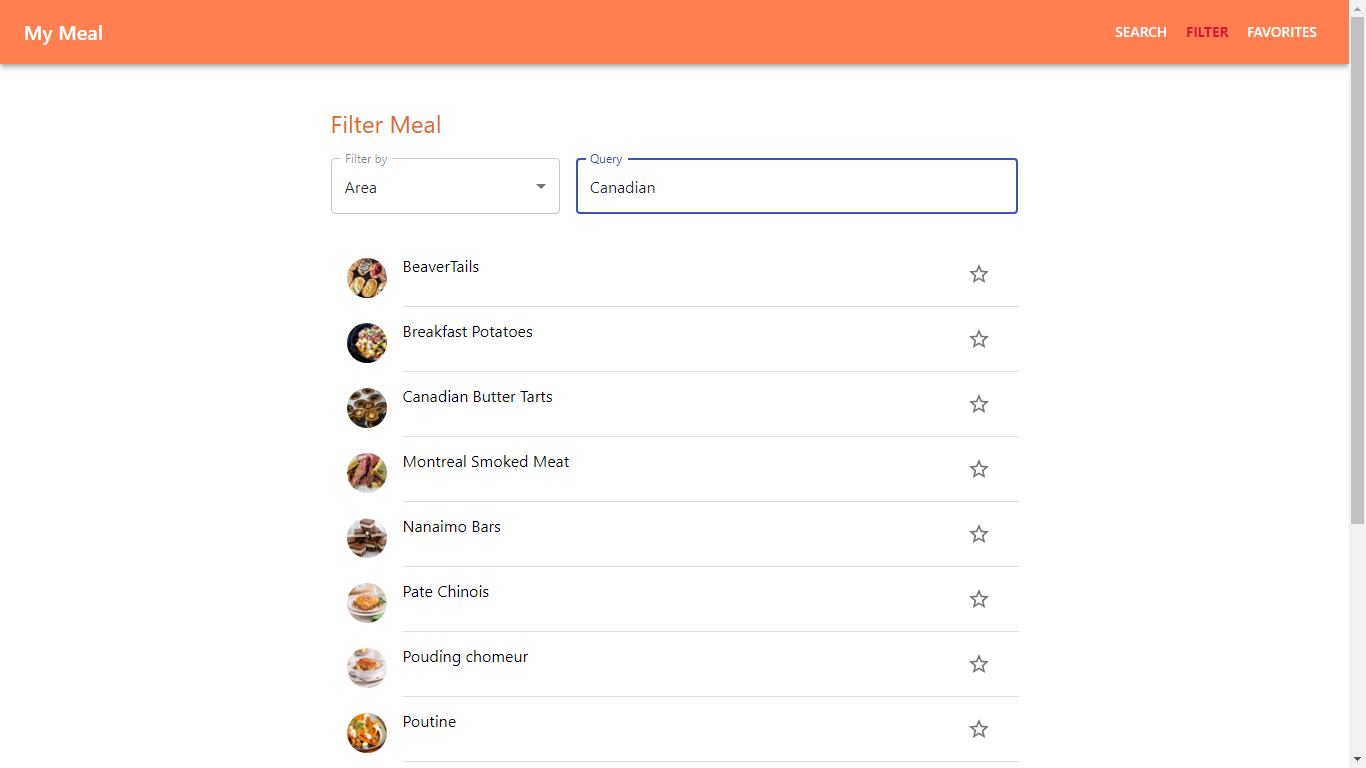 My Meal
SEARCH FILTER FAVORITES
Filter Meal
Filter by
Area
Query
Canadian
BeaverTails
Breakfast Potatoes
Canadian Butter Tarts
Montreal Smoked Meat
Nanaimo Bars
Pate Chinois
Pouding chomeur
Poutine